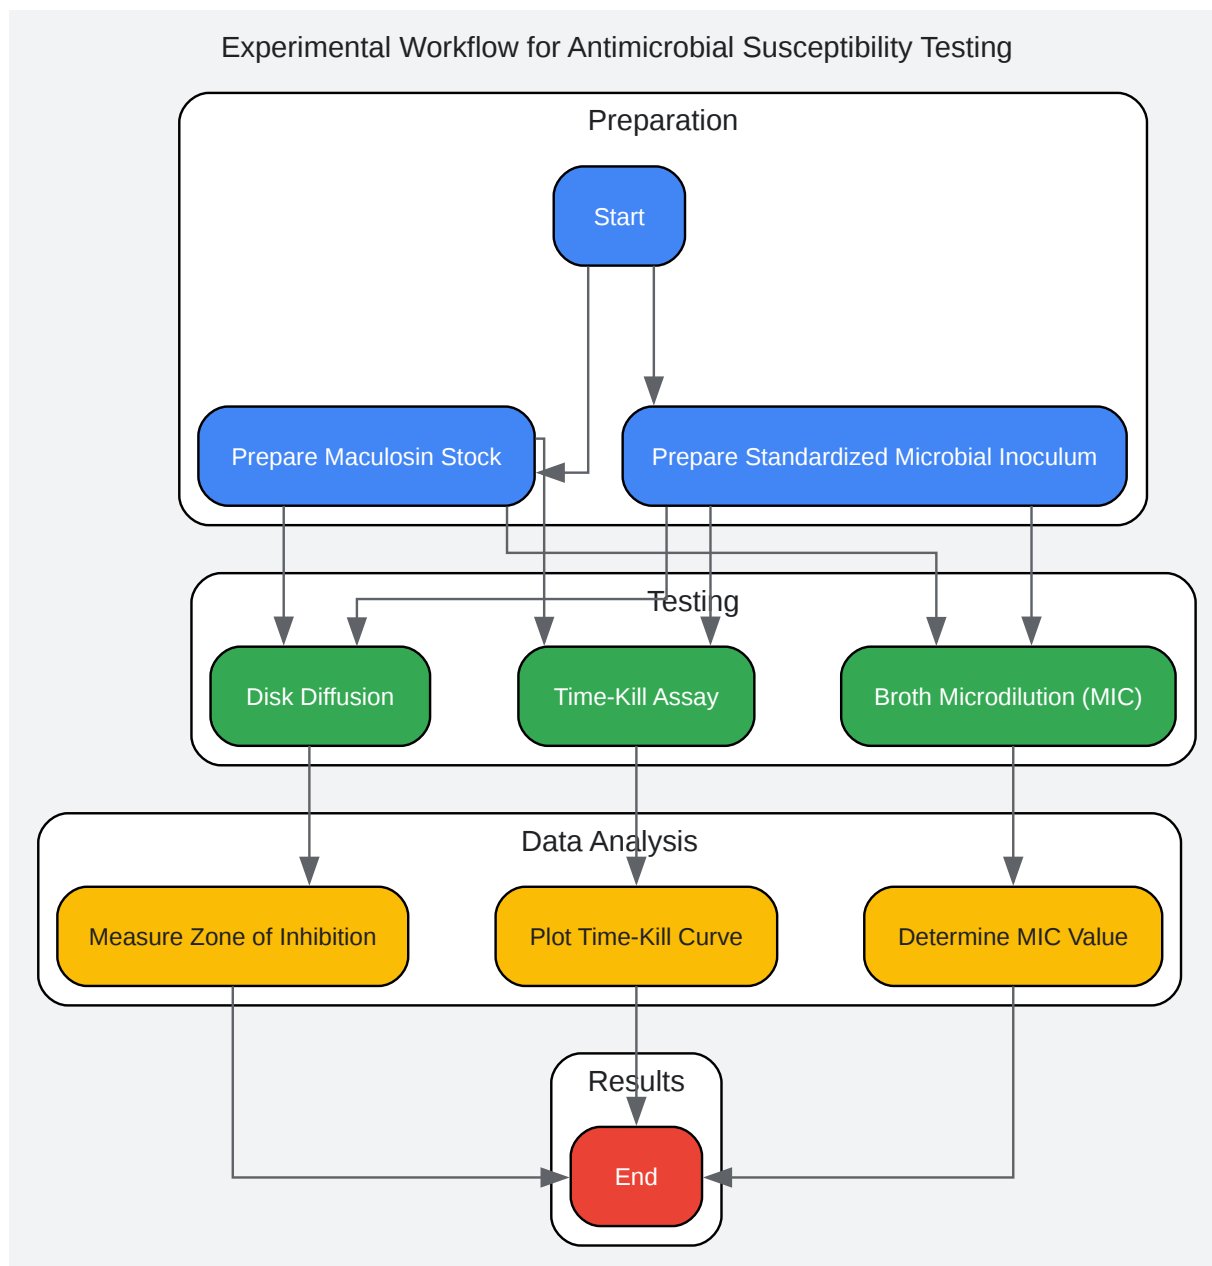 Experimental Workflow for Antimicrobial Susceptibility Testing
Preparation
Start
Prepare Maculosin Stock
Prepare Standardized Microbial Inoculum
Testing
Disk Diffusion
Time-Kill Assay
Broth Microdilution (MIC)
Data Analysis
Measure Zone of Inhibition
Plot Time-Kill Curve
Determine MIC Value
Results
End